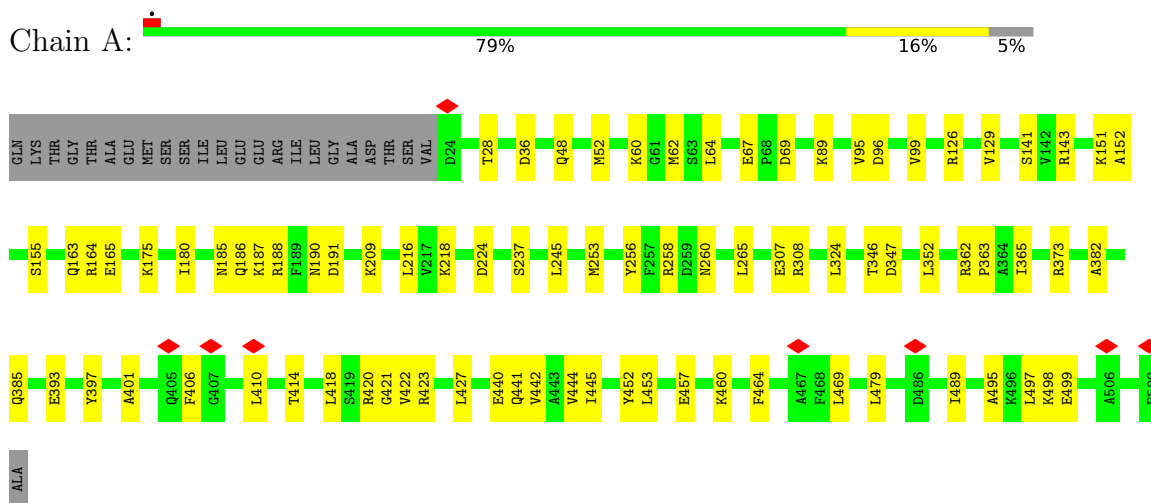 Chain A: •
79% 16% 5%
GLN LYS THR GLY THR ALA GLU MET SER SER ILE LEU GLU GLU ARG ILE LEU GLY ALA ASP THR SER VAL D24 T28 D36 Q48 M52 K60 G61 M62 S63 L64 E67 P68 D69 K89 V95 D96 V99 R126 V129 S141 V142 R143 K151 A152
S155 Q163 R164 E165 K175 I180 N185 Q186 K187 R188 F189 N190 D191 K209 L216 V217 K218 D224 S237 L245 M253 Y256 F257 R258 D259 N260 L265 E307 R308 L324 T346 D347 L352 R362 P363 A364 I365 R373 A382
Q385 E393 Y397 A401 Q405 F406 G407 L410 T414 L418 S419 R420 G421 V422 R423 L427 E440 Q441 V442 A443 V444 I445 Y452 L453 E457 K460 F464 A467 F468 L469 L479 D486 I489 A495 K496 L497 K498 E499 A506
ALA